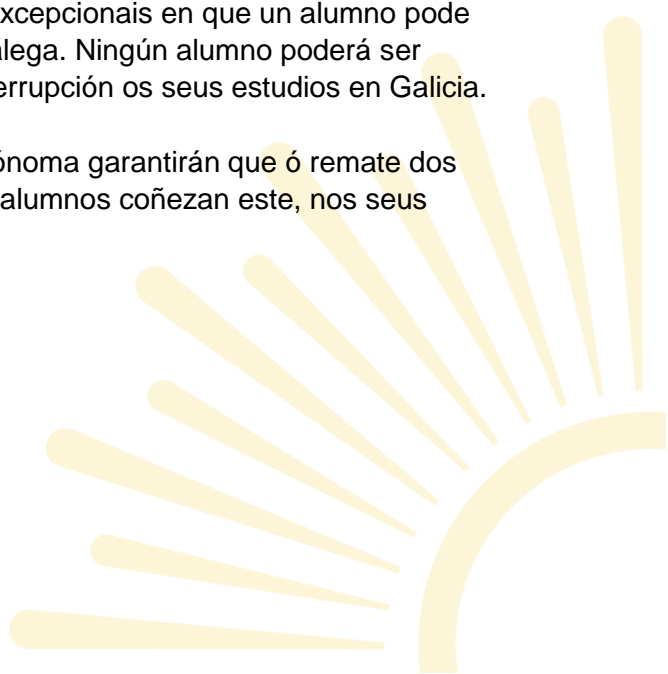 xcepcionais en que un alumno pode
alega. Ningún alumno poderá ser
errupción os seus estudios en Galicia.
ónoma garantirán que ó remate dos
alumnos coñezan este, nos seus